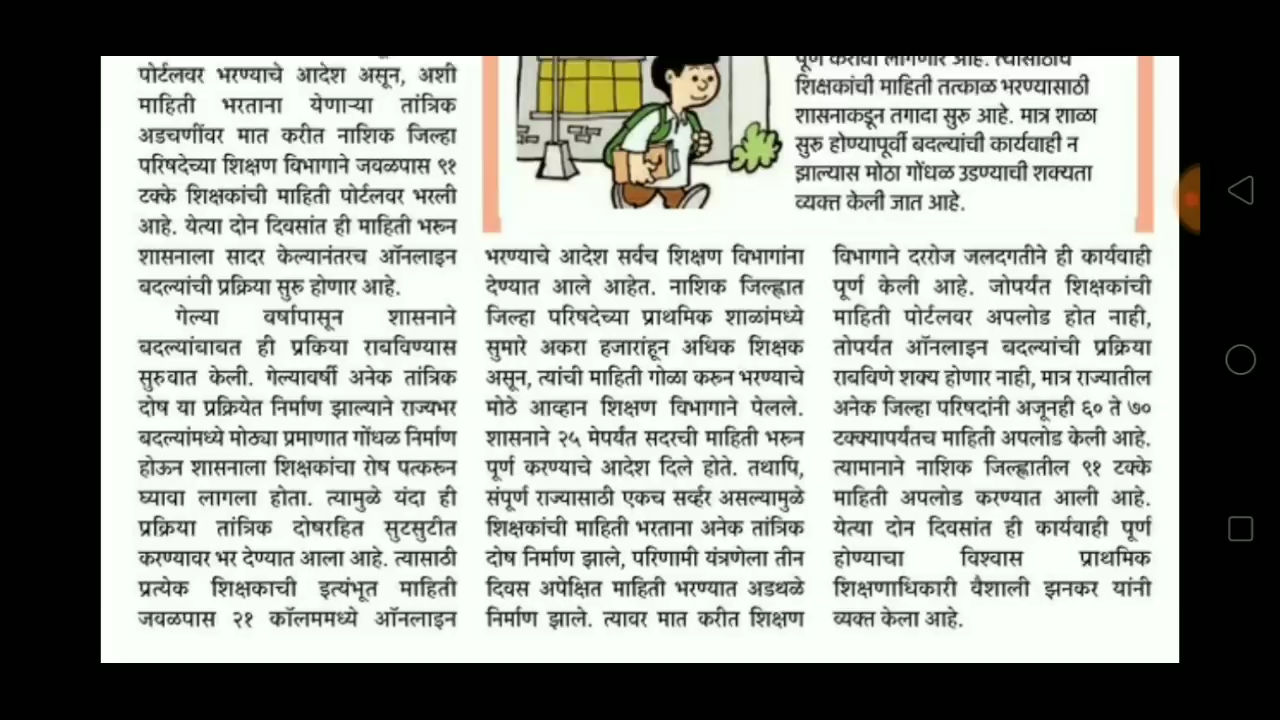 पोर्टलवर भरण्याचे आदेश असून, अशी
माहिती भरताना येणाऱ्या तांत्रिक
अडचणींवर मात करीत नाशिक जिल्हा
परिषदेच्या शिक्षण विभागाने जवळपास ९१
टक्के शिक्षकांची माहिती पोर्टलवर भरली
आहे. येत्या दोन दिवसांत ही माहिती भरून
शासनाला सादर केल्यानंतरच ऑनलाइन
बदल्यांची प्रक्रिया सुरू होणार आहे.
गेल्या वर्षापासून शासनाने
बदल्यांबाबत ही प्रकिया राबविण्यास
सुरुवात केली. गेल्यावर्षी अनेक तांत्रिक
दोष या प्रक्रियेत निर्माण झाल्याने राज्यभर
बदल्यांमध्ये मोठ्या प्रमाणात गोंधळ निर्माण
होऊन शासनाला शिक्षकांचा रोष पत्करून
घ्यावा लागला होता. त्यामुळे यंदा ही
प्रक्रिया तांत्रिक दोषरहित सुटसुटीत
करण्यावर भर देण्यात आला आहे. त्यासाठी
प्रत्येक शिक्षकाची इत्यंभूत माहिती
जवळपास २१ कॉलममध्ये ऑनलाइन
पूर्ण करावी लागणार आहे. त्यासाठीच
शिक्षकांची माहिती तत्काळ भरण्यासाठी
शासनाकडून तगादा सुरू आहे. मात्र शाळा
सुरू होण्यापूर्वी बदल्यांची कार्यवाही न
झाल्यास मोठा गोंधळ उडण्याची शक्यता
व्यक्त केली जात आहे.
भरण्याचे आदेश सर्वच शिक्षण विभागांना
देण्यात आले आहेत. नाशिक जिल्ह्यात
जिल्हा परिषदेच्या प्राथमिक शाळांमध्ये
सुमारे अकरा हजारांहून अधिक शिक्षक
असून, त्यांची माहिती गोळा करून भरण्याचे
मोठे आव्हान शिक्षण विभागाने पेलले.
शासनाने २५ मेपर्यंत सदरची माहिती भरून
पूर्ण करण्याचे आदेश दिले होते. तथापि,
संपूर्ण राज्यासाठी एकच सर्व्हर असल्यामुळे
शिक्षकांची माहिती भरताना अनेक तांत्रिक
दोष निर्माण झाले, परिणामी यंत्रणेला तीन
दिवस अपेक्षित माहिती भरण्यात अडथळे
निर्माण झाले. त्यावर मात करीत शिक्षण
विभागाने दररोज जलदगतीने ही कार्यवाही
पूर्ण केली आहे. जोपर्यंत शिक्षकांची
माहिती पोर्टलवर अपलोड होत नाही,
तोपर्यंत ऑनलाइन बदल्यांची प्रक्रिया
राबविणे शक्य होणार नाही, मात्र राज्यातील
अनेक जिल्हा परिषदांनी अजूनही ६० ते ७०
टक्क्यापर्यंतच माहिती अपलोड केली आहे.
त्यामानाने नाशिक जिल्ह्यातील ९१ टक्के
माहिती अपलोड करण्यात आली आहे.
येत्या दोन दिवसांत ही कार्यवाही पूर्ण
होण्याचा विश्वास प्राथमिक
शिक्षणाधिकारी वैशाली झनकर यांनी
व्यक्त केला आहे.